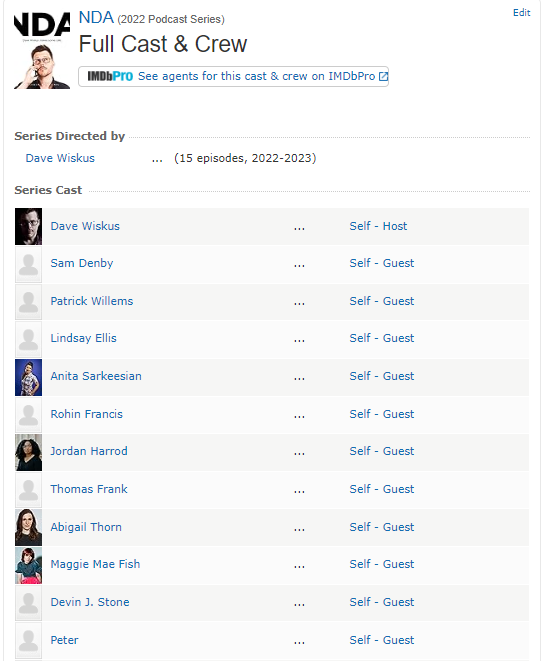 NDA
NDA (2022 Podcast Series)
Edit
Full Cast & Crew
IMDbPro See agents for this cast & crew on IMDbPro
Series Directed by
Dave Wiskus ... (15 episodes, 2022-2023)
Series Cast
Dave Wiskus ... Self - Host
Sam Denby ... Self - Guest
Patrick Willems ... Self - Guest
Lindsay Ellis ... Self - Guest
Anita Sarkeesian ... Self - Guest
Rohin Francis ... Self - Guest
Jordan Harrod ... Self - Guest
Thomas Frank ... Self - Guest
Abigail Thorn ... Self - Guest
Maggie Mae Fish ... Self - Guest
Devin J. Stone ... Self - Guest
Peter ... Self - Guest